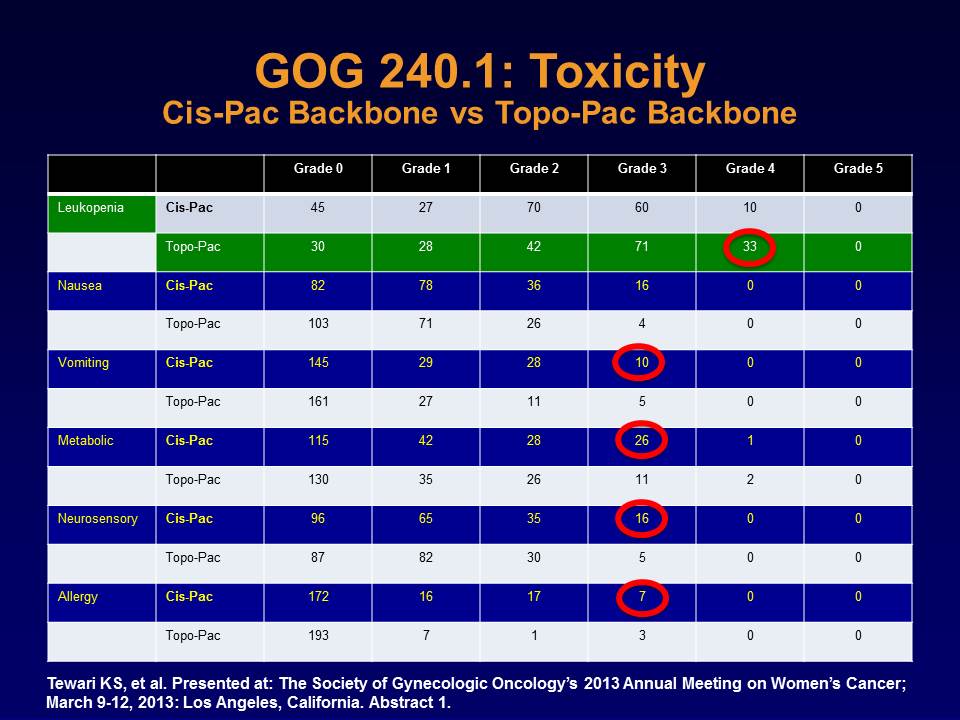 GOG 240.1: Toxicity
Cis-Pac Backbone vs Topo-Pac Backbone
Grade 0 Grade 1 Grade 2 Grade 3 Grade 4 Grade 5
Leukopenia Cis-Pac 45 27 70 60 10 0
Topo-Pac 30 28 42 71 33 0
Nausea Cis-Pac 82 78 36 16 0 0
Topo-Pac 103 71 26 4 0 0
Vomiting Cis-Pac 145 29 28 10 0 0
Topo-Pac 161 27 11 5 0 0
Metabolic Cis-Pac 115 42 28 26 1 0
Topo-Pac 130 35 26 11 2 0
Neurosensory Cis-Pac 96 65 35 16 0 0
Topo-Pac 87 82 30 5 0 0
Allergy Cis-Pac 172 16 17 7 0 0
Topo-Pac 193 7 1 3 0 0
Tewari KS, et al. Presented at: The Society of Gynecologic Oncology’s 2013 Annual Meeting on Women’s Cancer;
March 9-12, 2013: Los Angeles, California. Abstract 1.